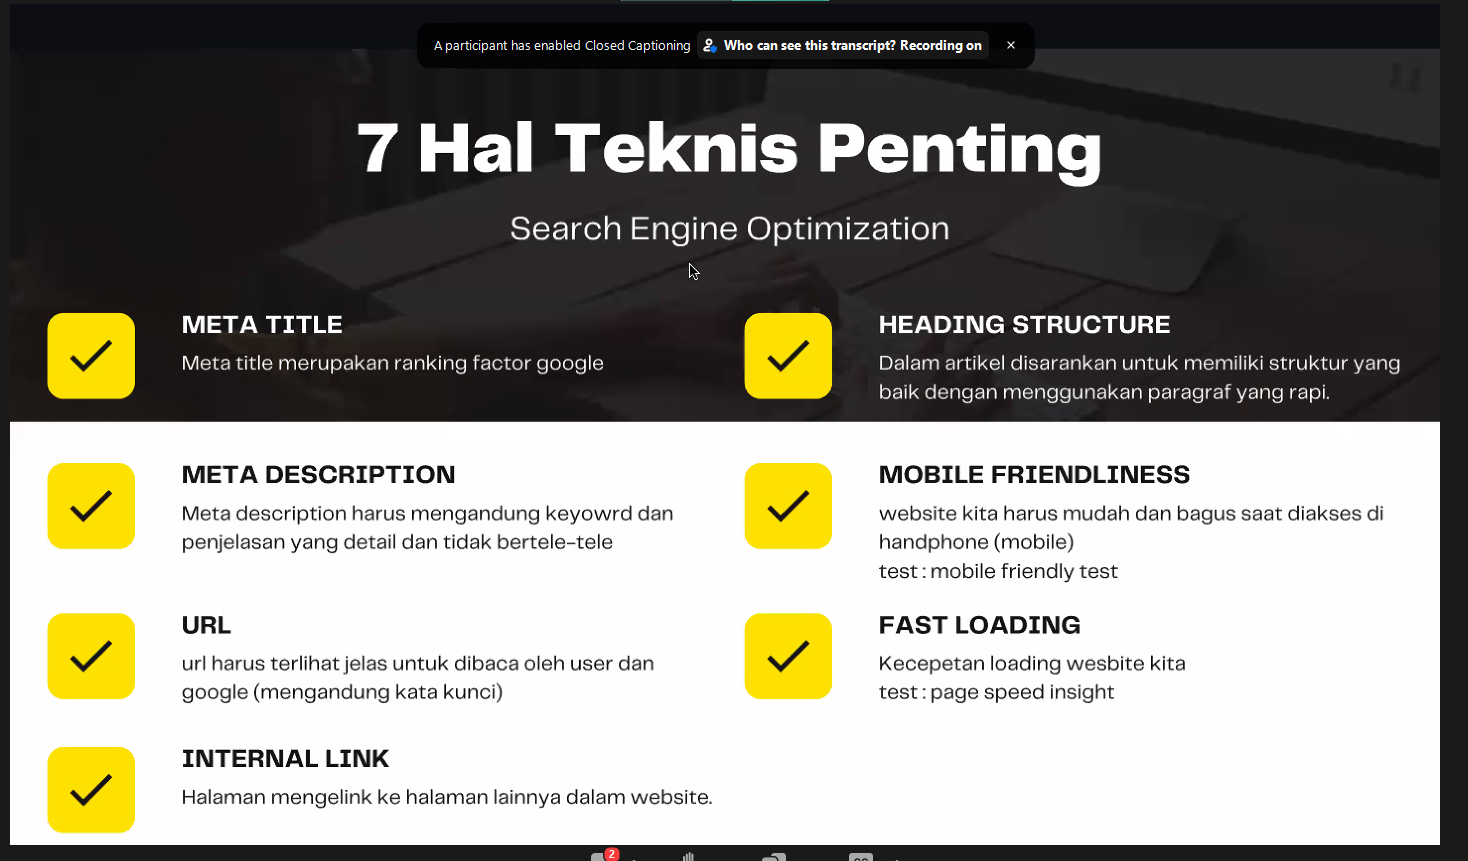 A participant has enabled Closed Captioning Who can see this transcript? Recording on
7 Hal Teknis Penting
Search Engine Optimization
META TITLE
Meta title merupakan ranking factor google
META DESCRIPTION
Meta description harus mengandung keyowrd dan
penjelasan yang detail dan tidak bertele-tele
URL
url harus terlihat jelas untuk dibaca oleh user dan
google (mengandung kata kunci)
INTERNAL LINK
Halaman mengelink ke halaman lainnya dalam website.
HEADING STRUCTURE
Dalam artikel disarankan untuk memiliki struktur yang
baik dengan menggunakan paragraf yang rapi.
MOBILE FRIENDLINESS
website kita harus mudah dan bagus saat diakses di
handphone (mobile)
test : mobile friendly test
FAST LOADING
Kecepetan loading wesbite kita
test : page speed insight
2